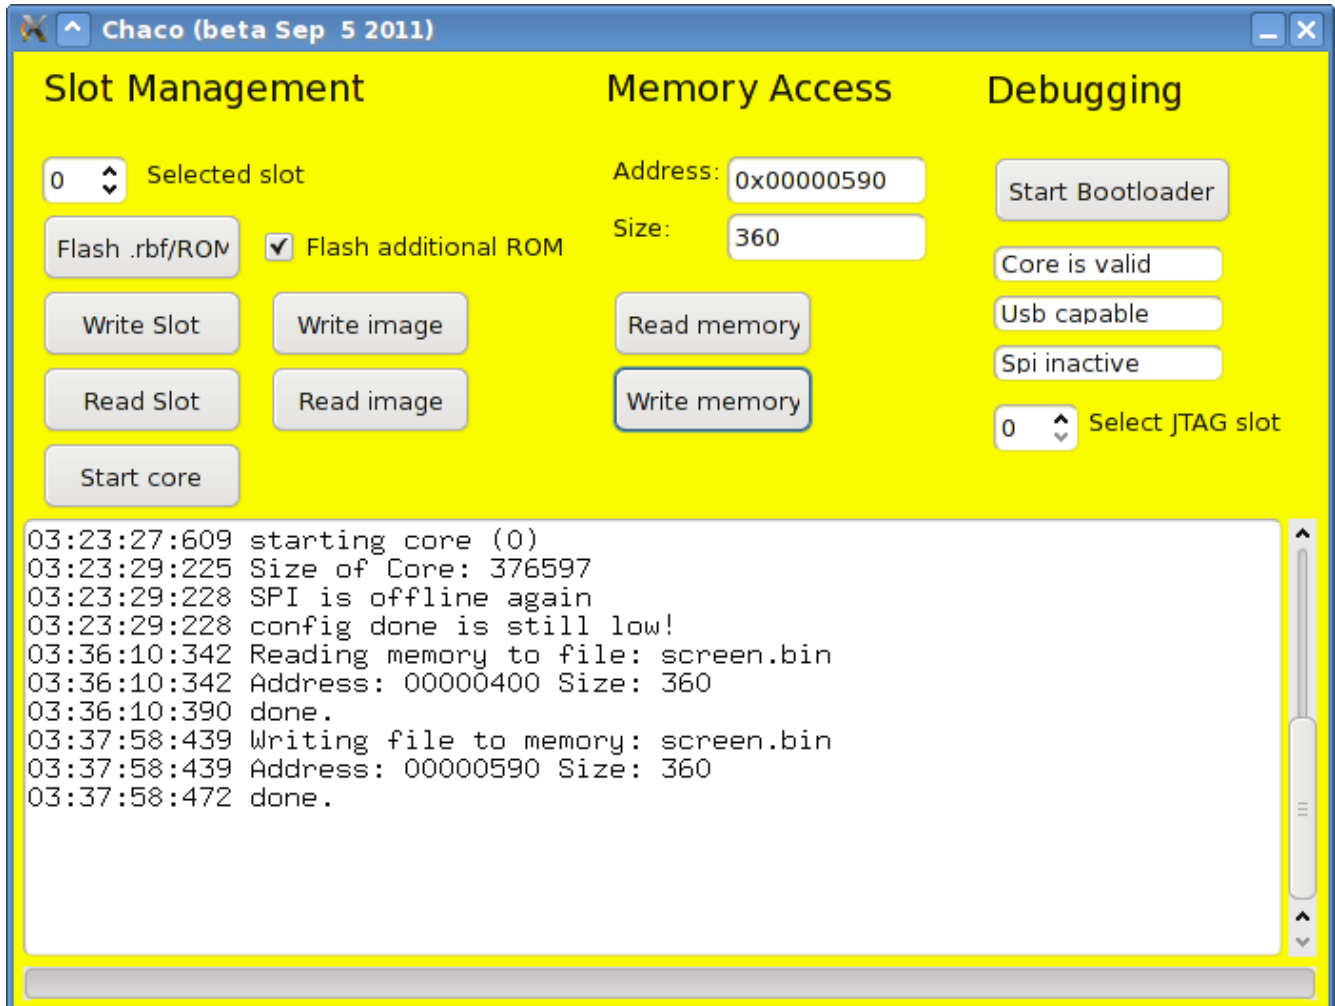 Chaco (beta Sep  5 2011)
Slot Management
Memory Access
Debugging
0 Selected slot
Address: 0x00000590
Start Bootloader
Flash .rbf/ROM
Flash additional ROM
Size: 360
Core is valid
Write Slot
Write image
Read memory
Usb capable
Spi inactive
Read Slot
Read image
Write memory
0 Select JTAG slot
Start core
03:23:27:609 starting core (0)
03:23:29:225 Size of Core: 376597
03:23:29:228 SPI is offline again
03:23:29:228 config done is still low!
03:36:10:342 Reading memory to file: screen.bin
03:36:10:342 Address: 00000400 Size: 360
03:36:10:390 done.
03:37:58:439 Writing file to memory: screen.bin
03:37:58:439 Address: 00000590 Size: 360
03:37:58:472 done.